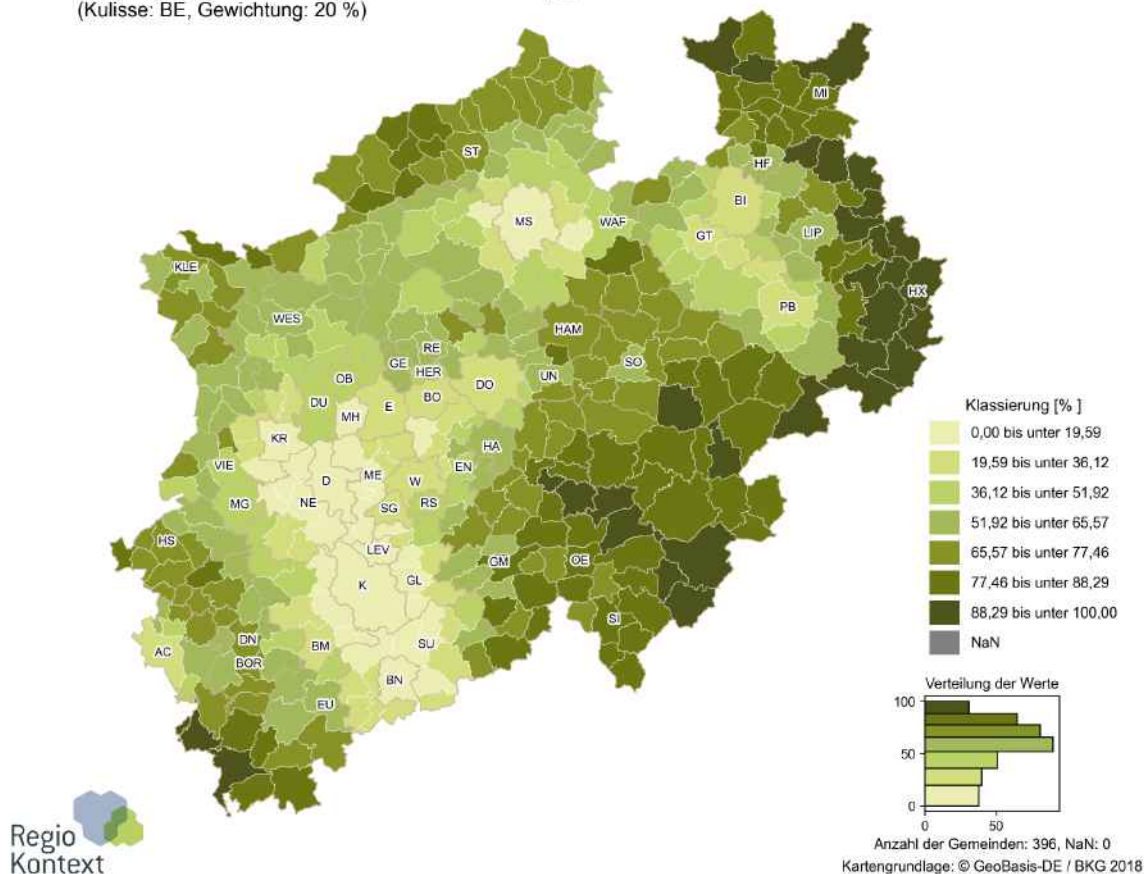 (Kulisse: BE, Gewichtung: 20 %)
MI
ST
HF
BI
MS
WAF
GT
LIP
KLE
HX
PB
WES
HAM
RE
GE
SO
HER
UN
OB
DO
BO
E
DU
MH
KR
HA
VIE
ME
EN
D
W
MG
NE
SG
RS
HS
LEV
GM
OE
K
GL
SI
DN
BM
SU
AC
BOR
BN
EU
Klassierung [% ]
0,00 bis unter 19,59
19,59 bis unter 36,12
36,12 bis unter 51,92
51,92 bis unter 65,57
65,57 bis unter 77,46
77,46 bis unter 88,29
88,29 bis unter 100,00
NaN
Verteilung der Werte
100
50
0
0
50
Anzahl der Gemeinden: 396, NaN: 0
Kartengrundlage: © GeoBasis-DE / BKG 2018
Regio
Kontext